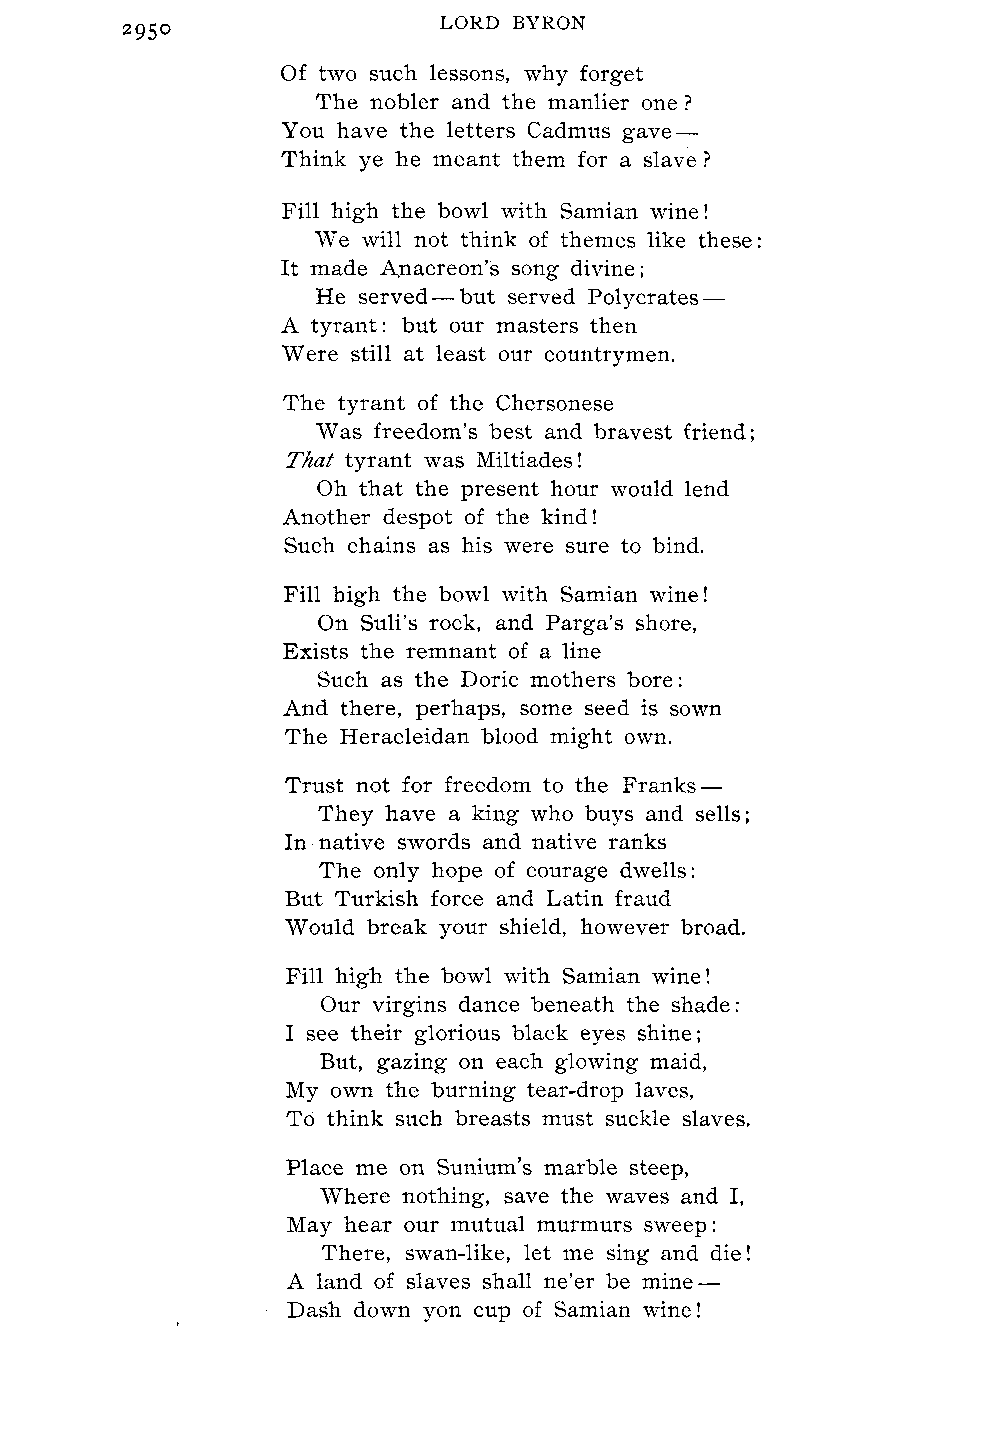 2950
LORD BYRON
Of two such lessons, why forget
The nobler and the manlier one?
You have the letters Cadmus gave—
Think ye he meant them for a slave?
Fill high the bowl with Samian wine!
We will not think of themes like these:
It made Anacreon's song divine;
He served—but served Polycrates—
A tyrant: but our masters then
Were still at least our countrymen.
The tyrant of the Chersonese
Was freedom's best and bravest friend;
That tyrant was Miltiades!
Oh that the present hour would lend
Another despot of the kind!
Such chains as his were sure to bind.
Fill high the bowl with Samian wine!
On Suli's rock, and Parga's shore,
Exists the remnant of a line
Such as the Doric mothers bore:
And there, perhaps, some seed is sown
The Heracleidan blood might own.
Trust not for freedom to the Franks—
They have a king who buys and sells;
In native swords and native ranks
The only hope of courage dwells:
But Turkish force and Latin fraud
Would break your shield, however broad.
Fill high the bowl with Samian wine!
Our virgins dance beneath the shade:
I see their glorious black eyes shine;
But, gazing on each glowing maid,
My own the burning tear-drop laves,
To think such breasts must suckle slaves.
Place me on Sunium's marble steep,
Where nothing, save the waves and I,
May hear our mutual murmurs sweep:
There, swan-like, let me sing and die!
A land of slaves shall ne'er be mine—
Dash down yon cup of Samian wine!